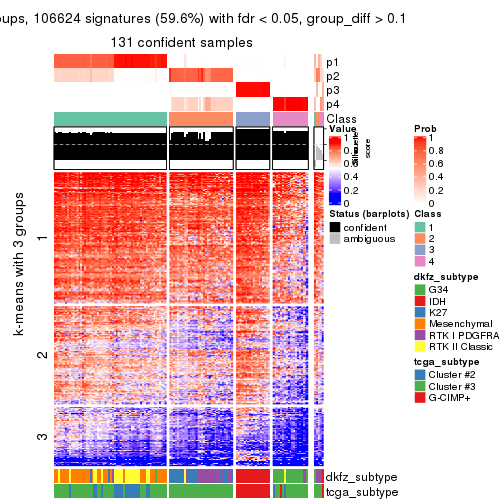 oups, 106624 signatures (59.6%) with fdr < 0.05, group_diff > 0.1
131 confident samples
p1
p2
p3
p4
Class
Value
1
0.8
0.6
0.4
0.2
0
score
Prob
1
0.8
0.6
0.4
0.2
0
Status (barplots)
confident
ambiguous
Class
1
2
3
4
dkfz_subtype
G34
IDH
K27
Mesenchymal
RTK I PDGFRA
RTK II Classic
tcga_subtype
Cluster #2
Cluster #3
G-CIMP+
k-means with 3 groups
1
2
3
dkfz_subtype
tcga_subtype